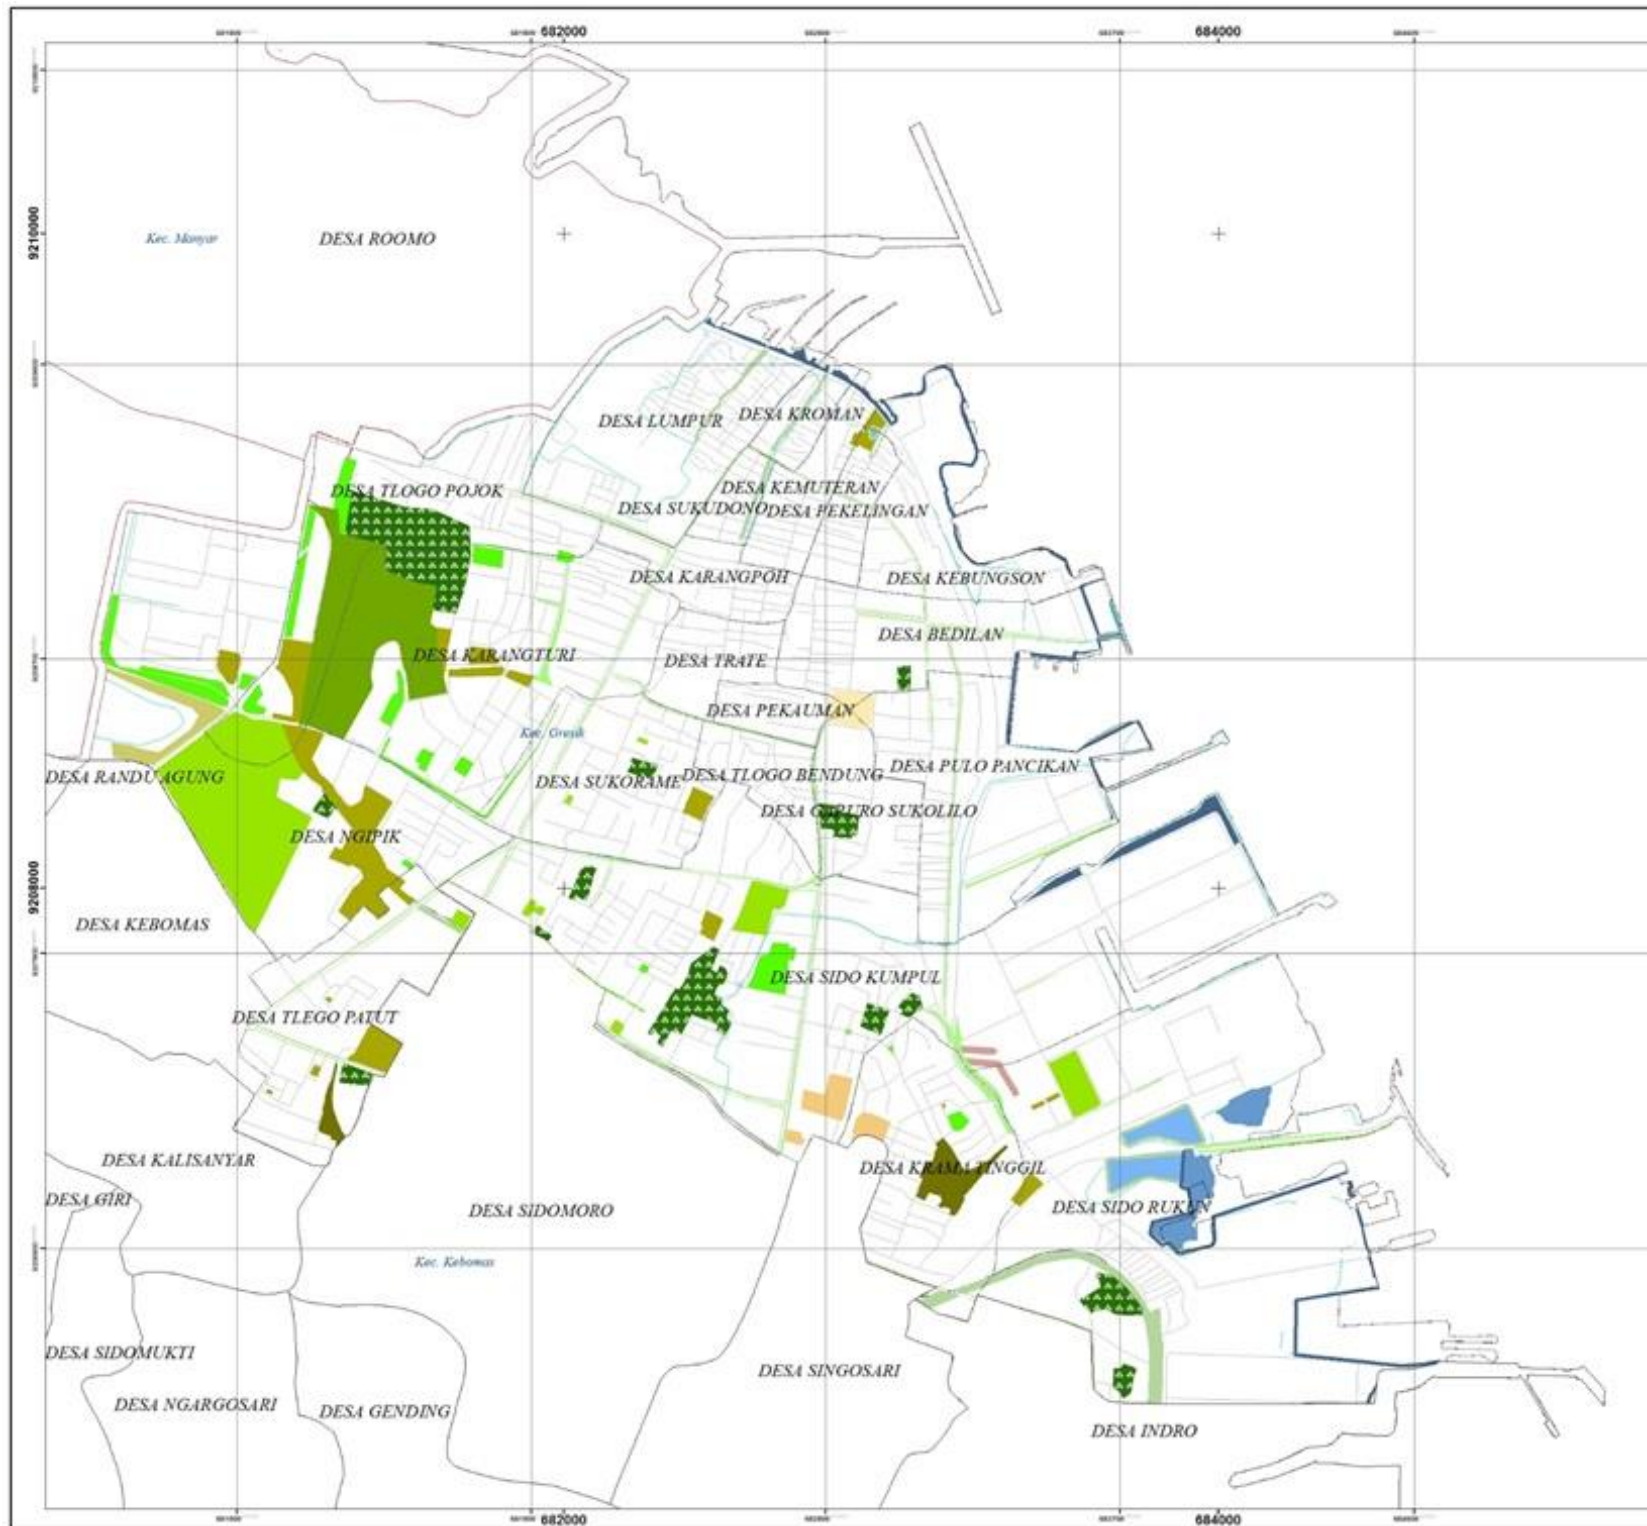 682000
684000
9210000
Kec. Manyar
DESA ROOMO
DESA LUMPUR
DESA KROMAN
DESA TLOGO POJOK
DESA KEMUTERAN
DESA SUKUDONO
DESA PEKELINGAN
DESA KARANGPOH
DESA KEBUNGSON
DESA BEDILAN
DESA KARANGTURI
DESA TRATE
DESA PEKAUMAN
Kec. Gresik
DESA RANDU AGUNG
DESA SUKORAME
DESA TLOGO BENDUNG
DESA PULO PANCIKAN
DESA GAPURO SUKOLILO
DESA NGIPIK
9208000
DESA KEBOMAS
DESA SIDO KUMPUL
DESA TLEGO PATUT
DESA KALISANYAR
DESA KRAMATINGGIL
DESA GIRI
DESA SIDOMORO
DESA SIDO RUKUN
Kec. Kebomas
DESA SIDOMUKTI
DESA SINGOSARI
DESA NGARGOSARI
DESA GENDING
DESA INDRO
682000
684000